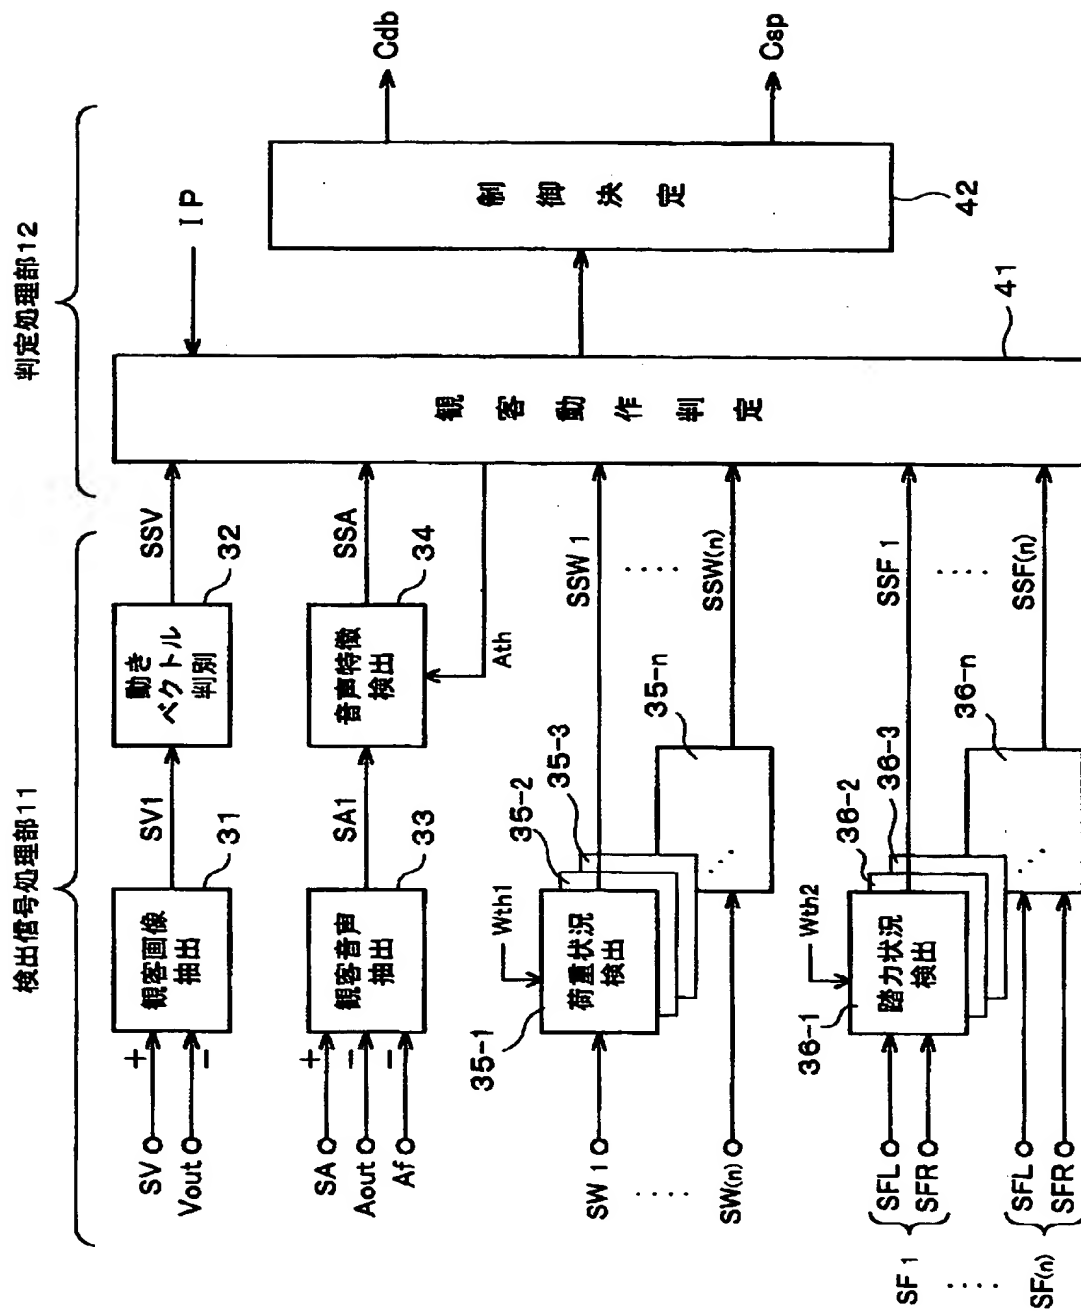 検出信号処理部11
判定処理部12
SV
Vout
+
−
観客画像
抽出
31
SV1
動き
ベクトル
判別
32
SSV
IP
SA
Aout
Af
+
−
−
観客音声
抽出
33
SA1
音声特徴
検出
34
SSA
Ath
SW1
‥‥
SW(n)
Wth1
荷重状況
検出
35-1
35-2
35-3
35-n
SSW1
‥‥
SSW(n)
SF1
SFL
SFR
‥‥
SF(n)
SFL
SFR
Wth2
踏力状況
検出
36-1
36-2
36-3
36-n
SSF1
‥‥
SSF(n)
観客動作判定
41
制御決定
42
Cdb
Csp